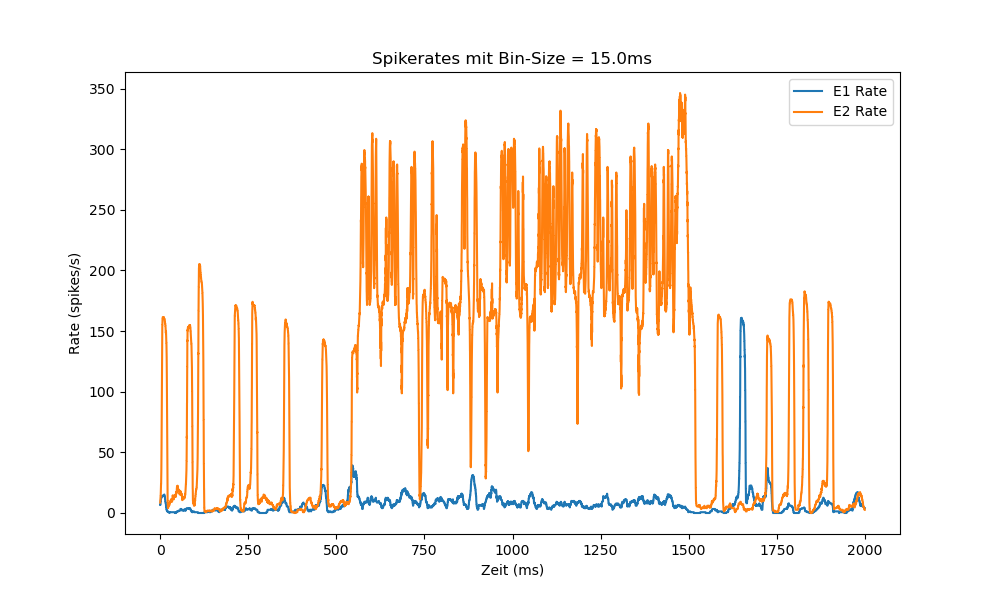 Spikerates mit Bin-Size = 15.0ms
E1 Rate
E2 Rate
Rate (spikes/s)
350
300
250
200
150
100
50
0
0 250 500 750 1000 1250 1500 1750 2000
Zeit (ms)